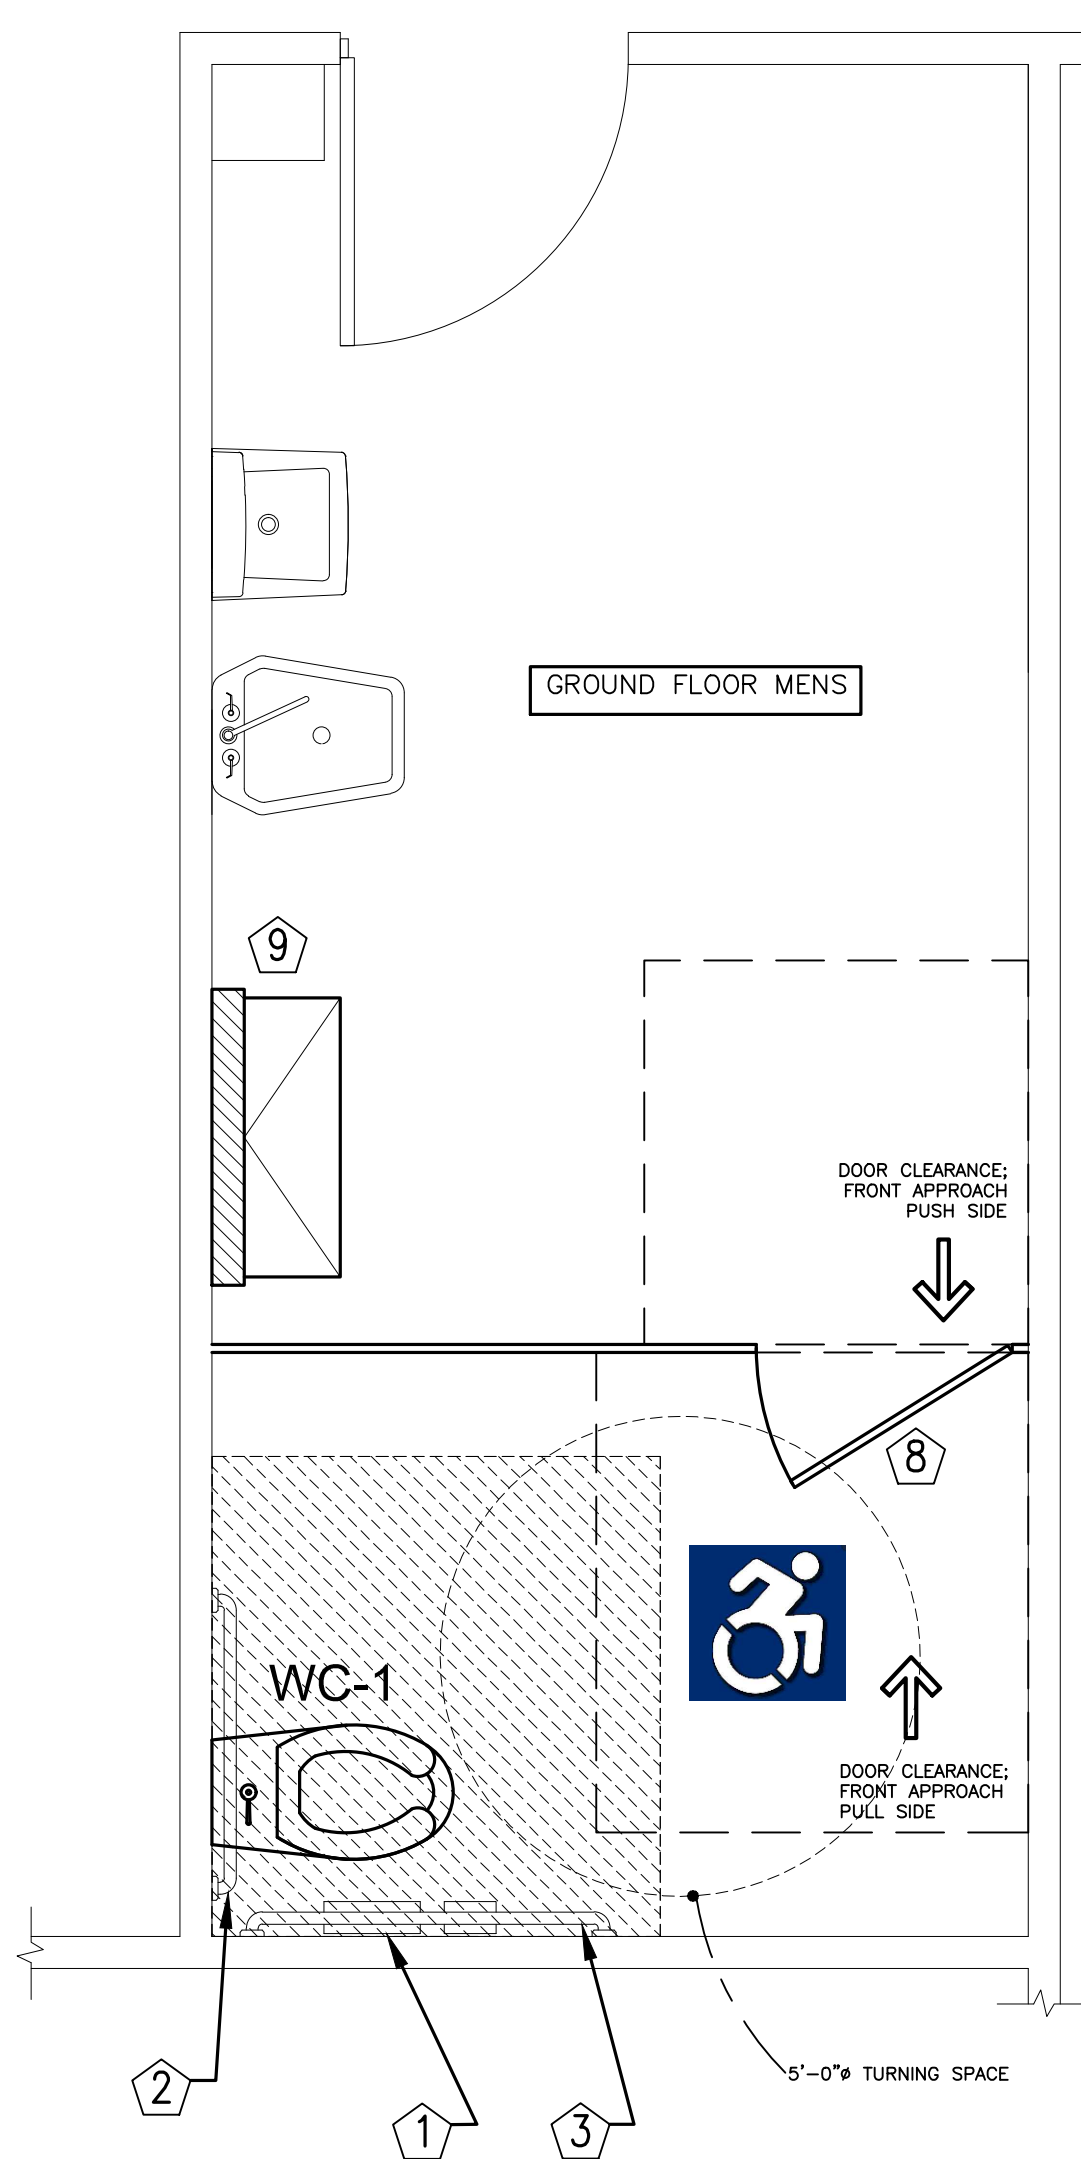 GROUND FLOOR MENS
9
DOOR CLEARANCE;
FRONT APPROACH
PUSH SIDE
8
WC-1
DOOR CLEARANCE;
FRONT APPROACH
PULL SIDE
5'-0"ø TURNING SPACE
2
1
3